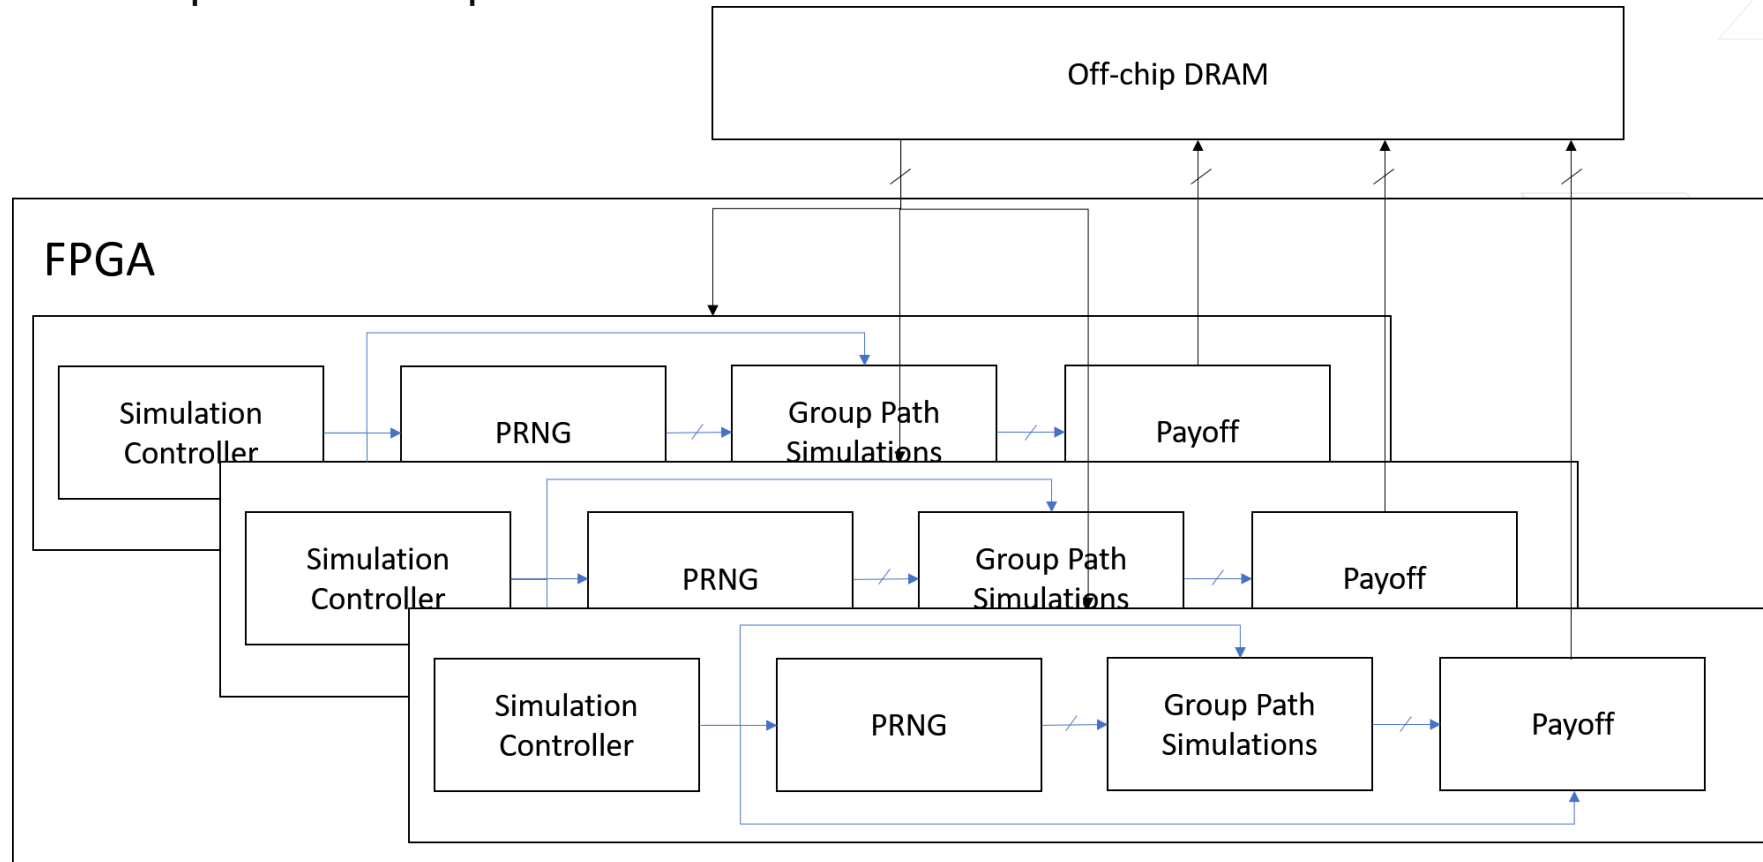 Off-chip DRAM
FPGA
Simulation
Controller
PRNG
Group Path
Simulations
Payoff
Simulation
Controller
PRNG
Group Path
Simulations
Payoff
Simulation
Controller
PRNG
Group Path
Simulations
Payoff